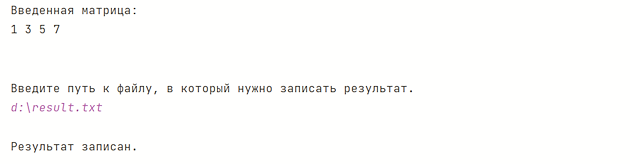 Введенная матрица:
1 3 5 7
Введите путь к файлу, в который нужно записать результат.
d:\result.txt
Результат записан.